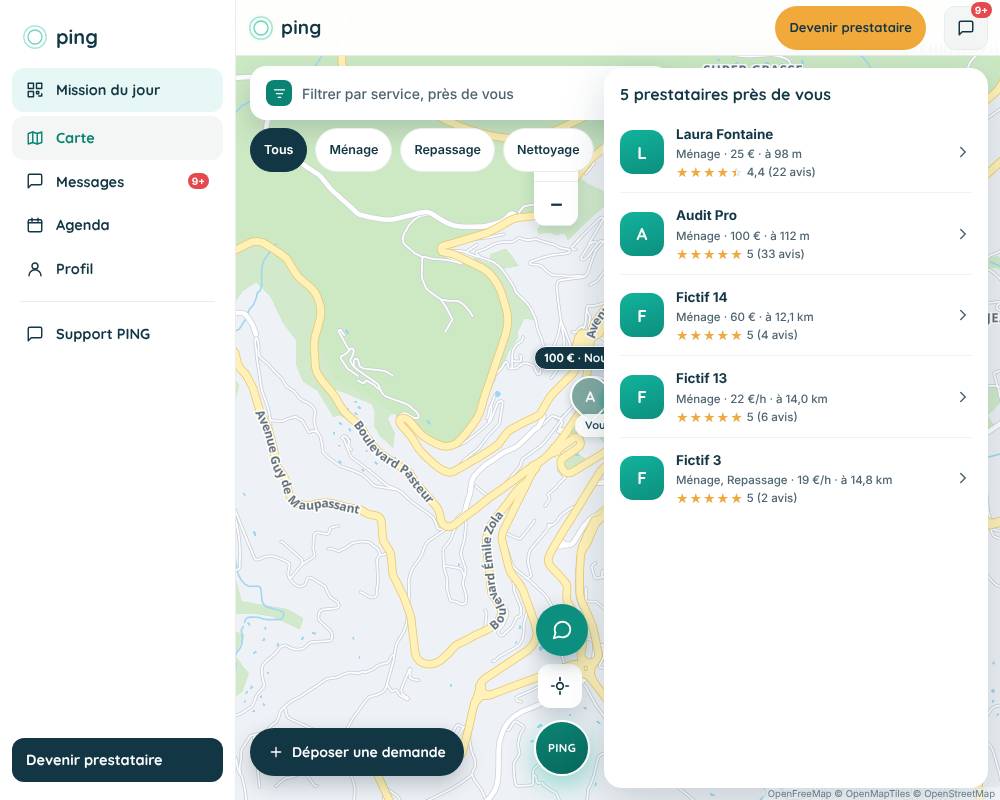 ping
Mission du jour
Carte
Messages
9+
Agenda
Profil
Support PING
Devenir prestataire
ping
Devenir prestataire
9+
Filtrer par service, près de vous
Tous
Ménage
Repassage
Nettoyage
Avenue Guy de Maupassant
Boulevard Pasteur
Boulevard Émile Zola
100 € · Nou
A
Vou
PING
Déposer une demande
5 prestataires près de vous
L
Laura Fontaine
Ménage · 25 € · à 98 m
4,4 (22 avis)
A
Audit Pro
Ménage · 100 € · à 112 m
5 (33 avis)
F
Fictif 14
Ménage · 60 € · à 12,1 km
5 (4 avis)
F
Fictif 13
Ménage · 22 €/h · à 14,0 km
5 (6 avis)
F
Fictif 3
Ménage, Repassage · 19 €/h · à 14,8 km
5 (2 avis)
OpenFreeMap © OpenMapTiles © OpenStreetMap